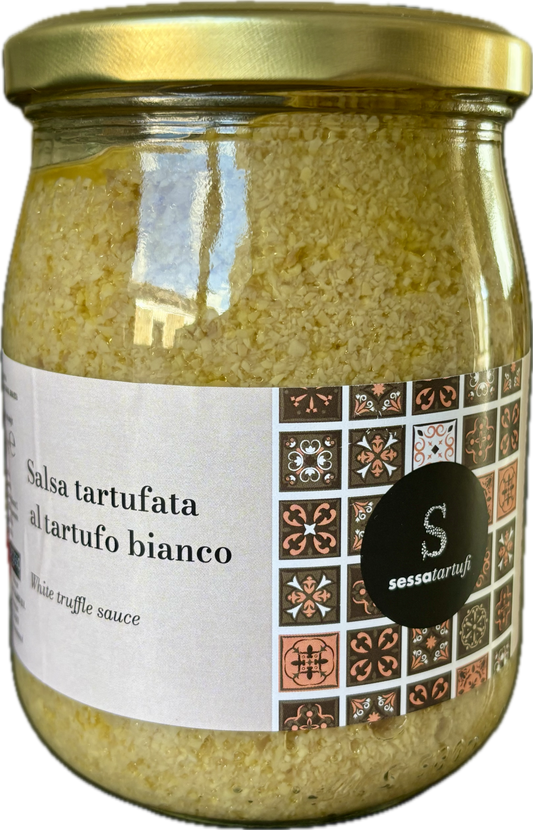 Salsa tartufata
al tartufo bianco
White truffle sauce
S
sessatartufi